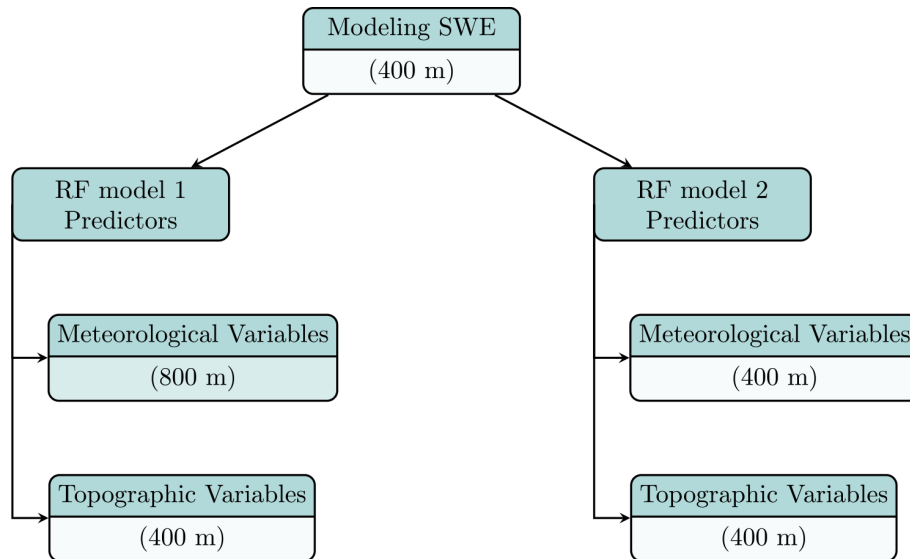 Modeling SWE
(400 m)
RF model 1
Predictors
Meteorological Variables
(800 m)
Topographic Variables
(400 m)
RF model 2
Predictors
Meteorological Variables
(400 m)
Topographic Variables
(400 m)